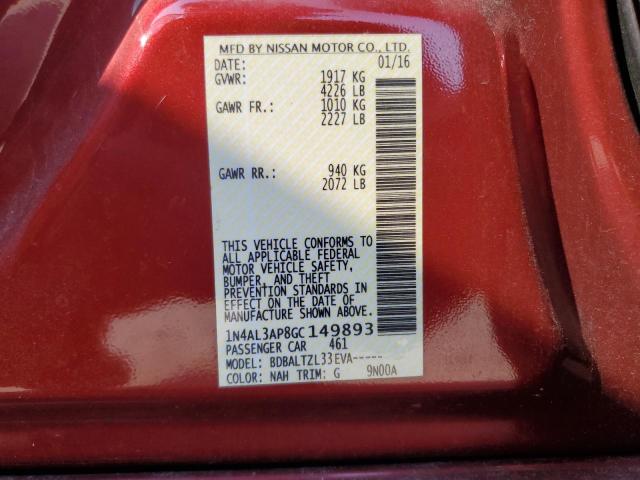 MFD BY NISSAN MOTOR CO., LTD.
DATE: 01/16
GVWR: 1917 KG
4226 LB
GAWR FR.: 1010 KG
2227 LB
GAWR RR.: 940 KG
2072 LB
THIS VEHICLE CONFORMS TO
ALL APPLICABLE FEDERAL
MOTOR VEHICLE SAFETY,
BUMPER, AND THEFT
PREVENTION STANDARDS IN
EFFECT ON THE DATE OF
MANUFACTURE SHOWN ABOVE.
1N4AL3AP8GC149893
PASSENGER CAR 461
MODEL: BDBALTZL33EVA-----
COLOR: NAH TRIM: G 9N00A